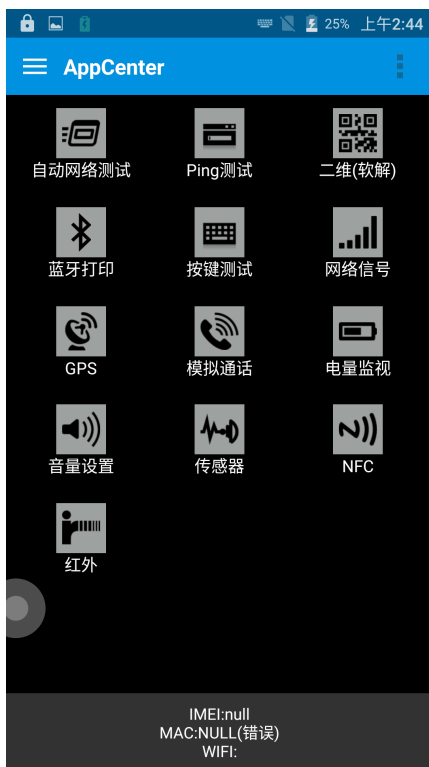 25% 上午2:44
AppCenter
自动网络测试 Ping测试 二维(软解)
蓝牙打印 按键测试 网络信号
GPS 模拟通话 电量监视
音量设置 传感器 NFC
红外
IMEI:null
MAC:NULL(错误)
WIFI: